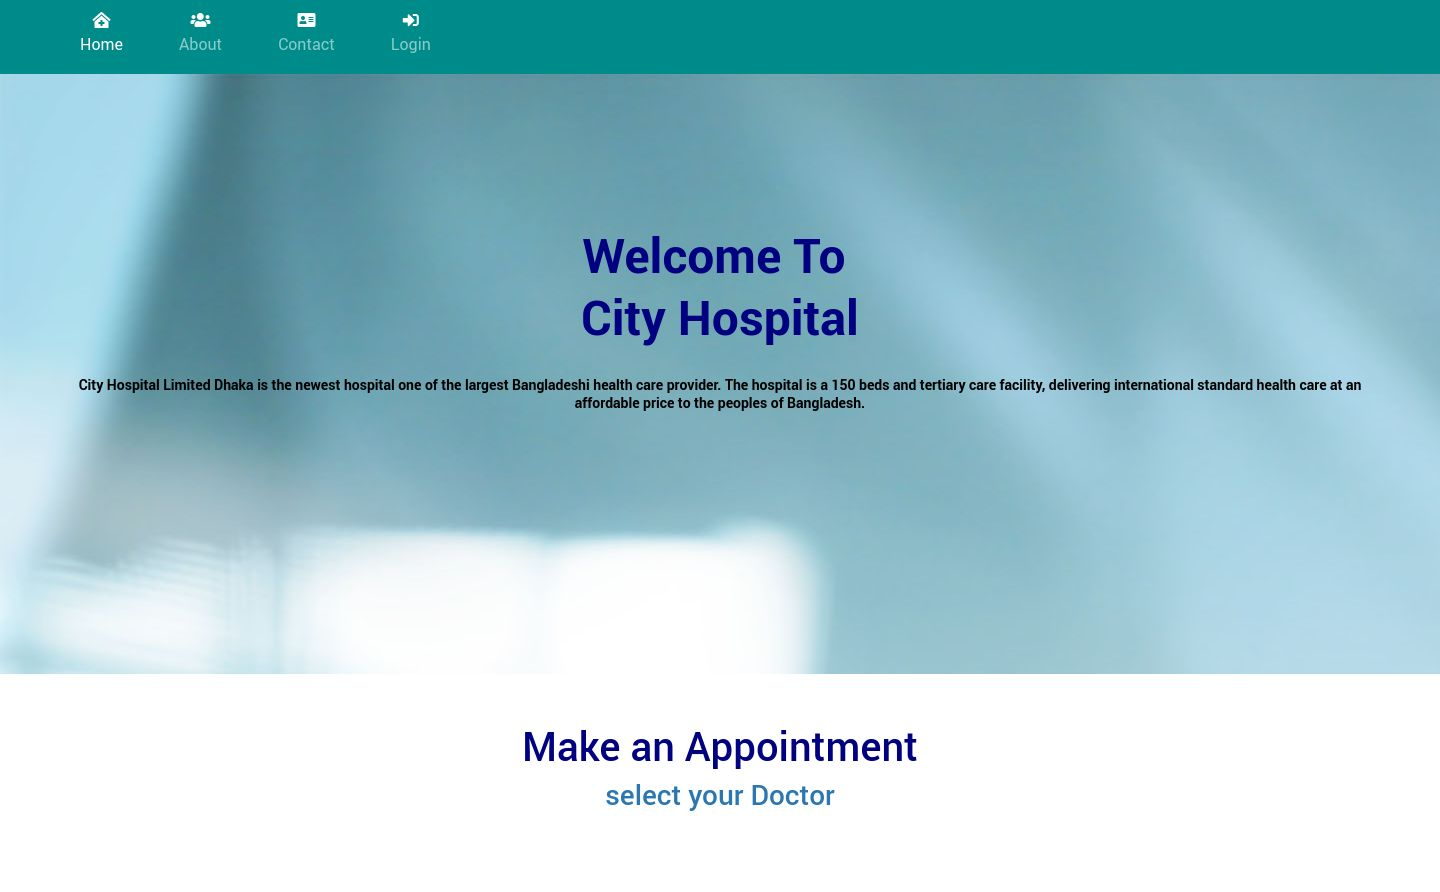 Home
About
Contact
Login
Welcome To
City Hospital
City Hospital Limited Dhaka is the newest hospital one of the largest Bangladeshi health care provider. The hospital is a 150 beds and tertiary care facility, delivering international standard health care at an
affordable price to the peoples of Bangladesh.
Make an Appointment
select your Doctor